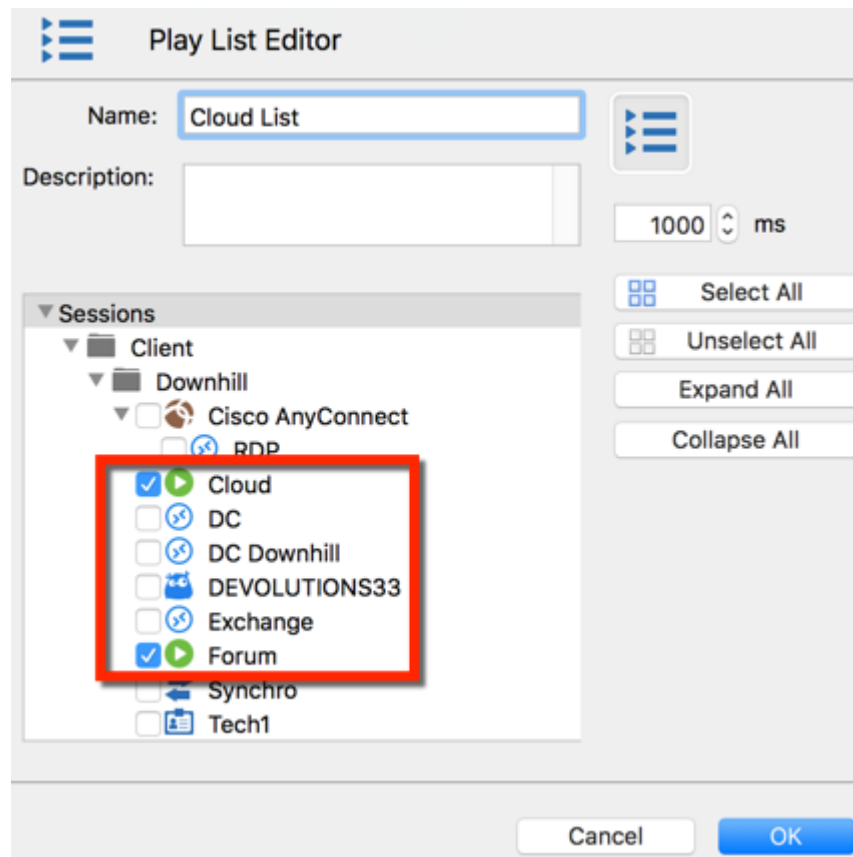 Play List Editor
Name: Cloud List
Description:
1000 ms
Select All
Unselect All
Expand All
Collapse All
Sessions
Client
Downhill
Cisco AnyConnect
RDP
Cloud
DC
DC Downhill
DEVOLUTIONS33
Exchange
Forum
Synchro
Tech1
Cancel OK